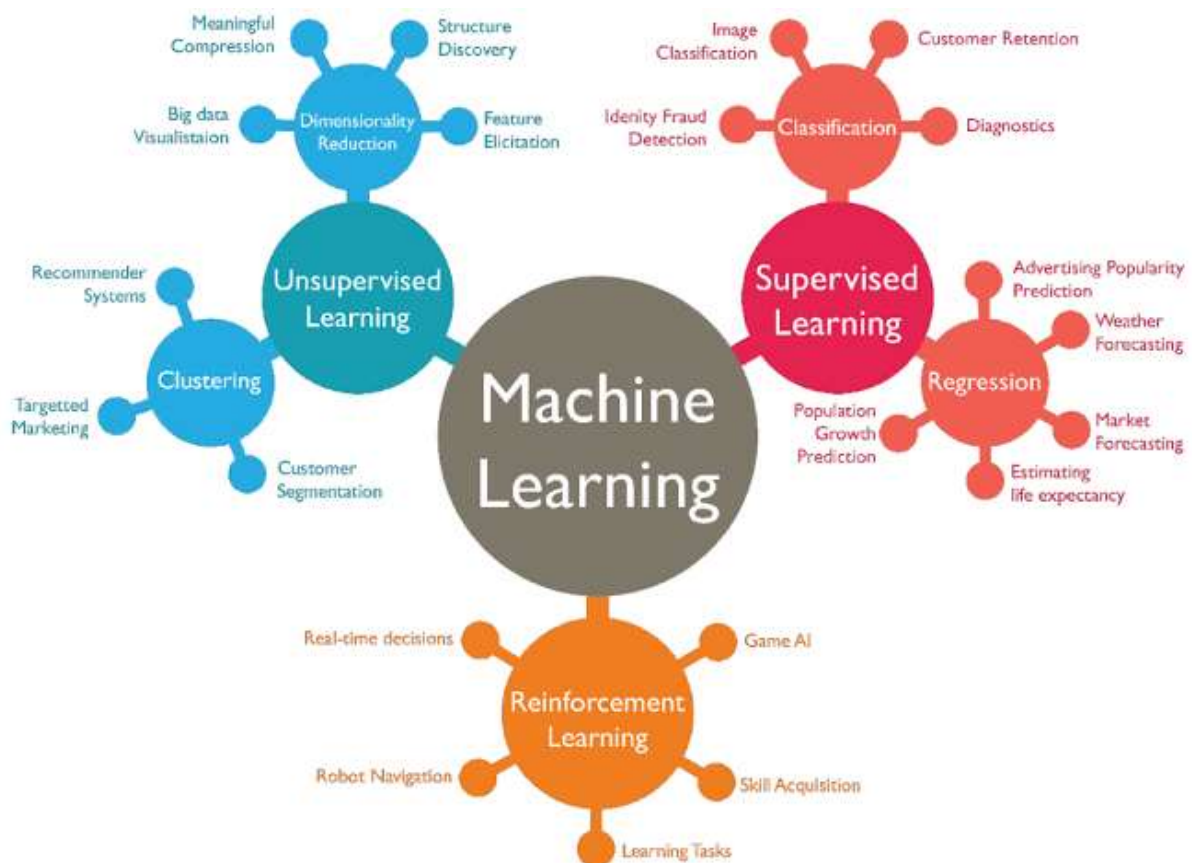 Meaningful
Compression
Structure
Discovery
Big data
Visualistaion
Dimensionality
Reduction
Feature
Elicitation
Image
Classification
Customer Retention
Idenity Fraud
Detection
Classification
Diagnostics
Recommender
Systems
Unsupervised
Learning
Clustering
Targetted
Marketing
Customer
Segmentation
Machine
Learning
Supervised
Learning
Advertising Popularity
Prediction
Weather
Forecasting
Regression
Population
Growth
Prediction
Market
Forecasting
Estimating
life expectancy
Real-time decisions
Game AI
Reinforcement
Learning
Robot Navigation
Skill Acqulsition
Learning Tasks